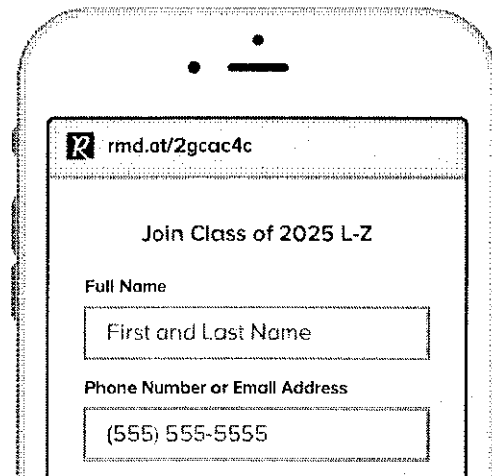 R rmd.at/2gcac4c
Join Class of 2025 L-Z
Full Name
First and Last Name
Phone Number or Email Address
(555) 555-5555